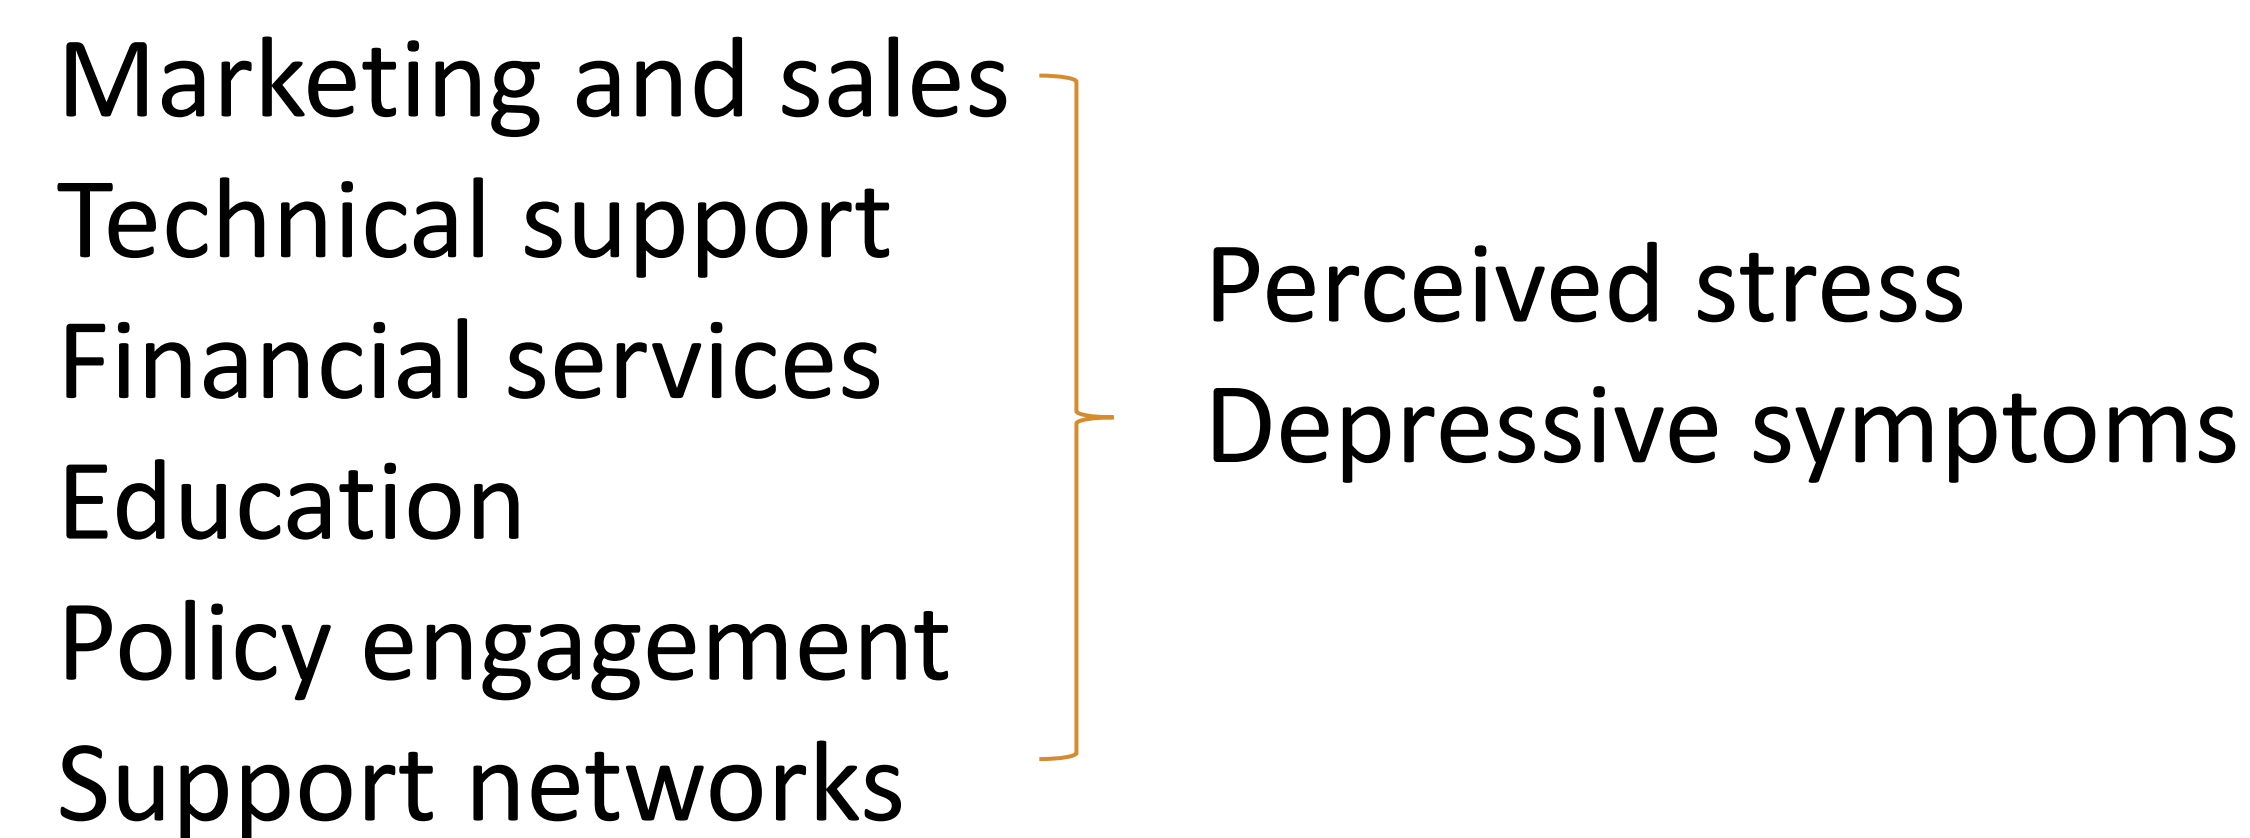 Marketing and sales
Technical support
Financial services
Education
Policy engagement
Support networks
Perceived stress
Depressive symptoms